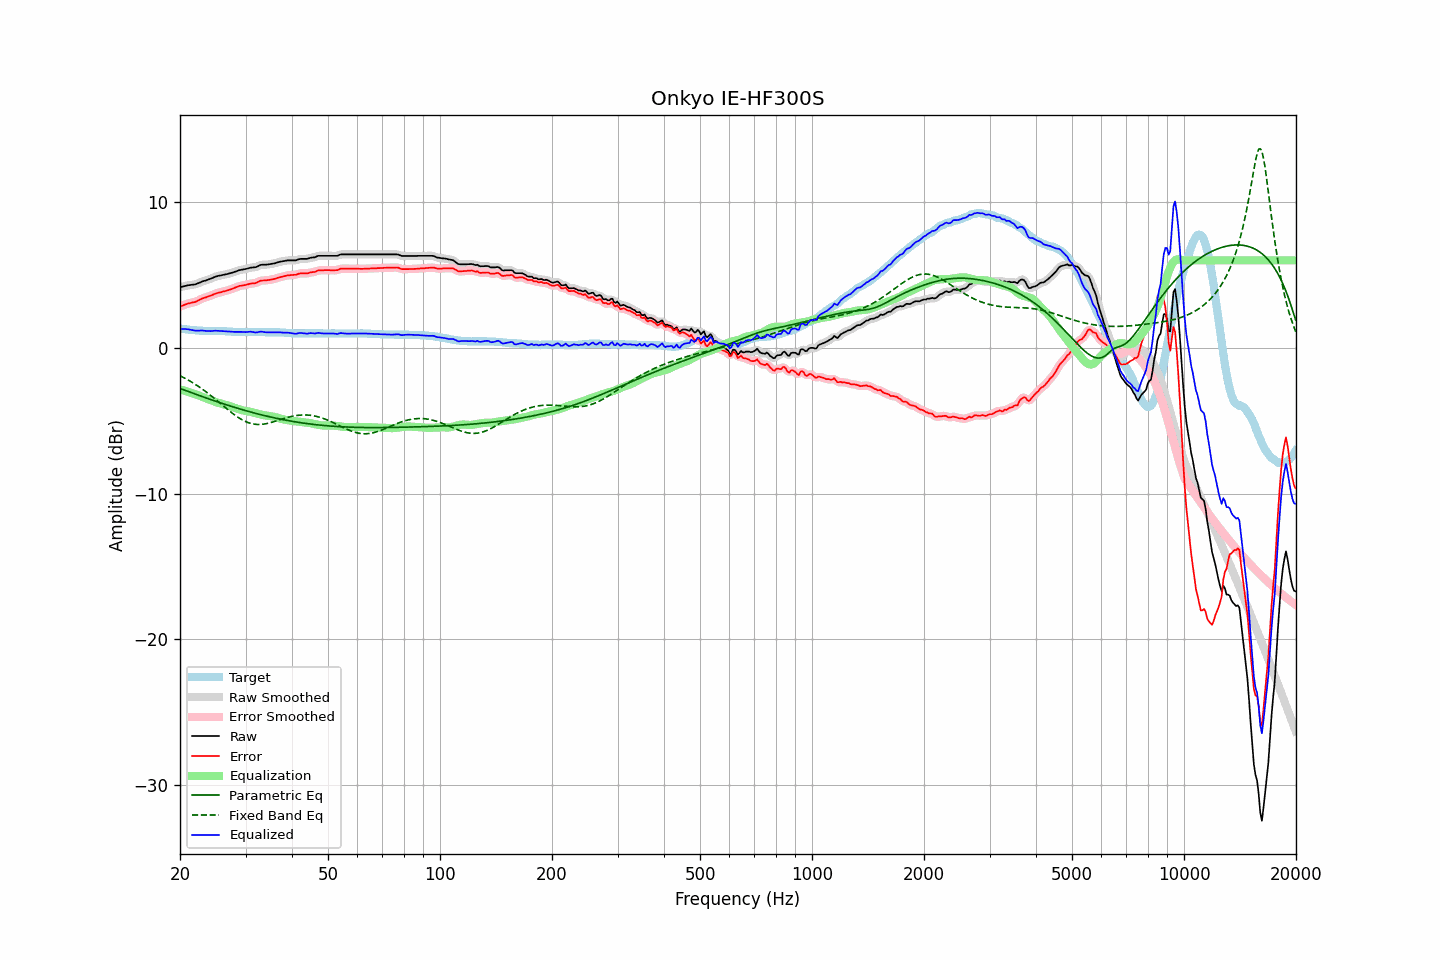 Onkyo IE-HF300S
Amplitude (dBr)
10
0
−10
−20
−30
Target
Raw Smoothed
Error Smoothed
Raw
Error
Equalization
Parametric Eq
Fixed Band Eq
Equalized
20 50 100 200 500 1000 2000 5000 10000 20000
Frequency (Hz)